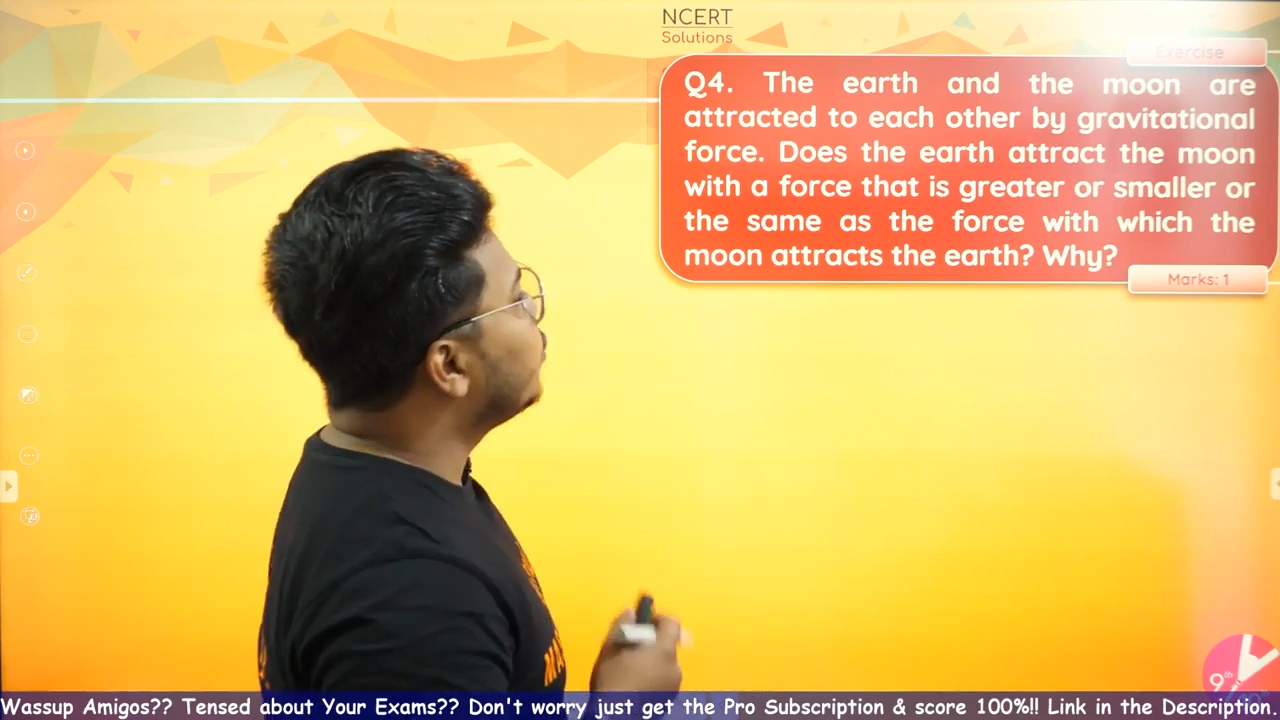 NCERT
Solutions
Exercise
Q4. The earth and the moon are
attracted to each other by gravitational
force. Does the earth attract the moon
with a force that is greater or smaller or
the same as the force with which the
moon attracts the earth? Why?
Marks: 1
9th
Wassup Amigos?? Tensed about Your Exams?? Don't worry just get the Pro Subscription & score 100%!! Link in the Description.